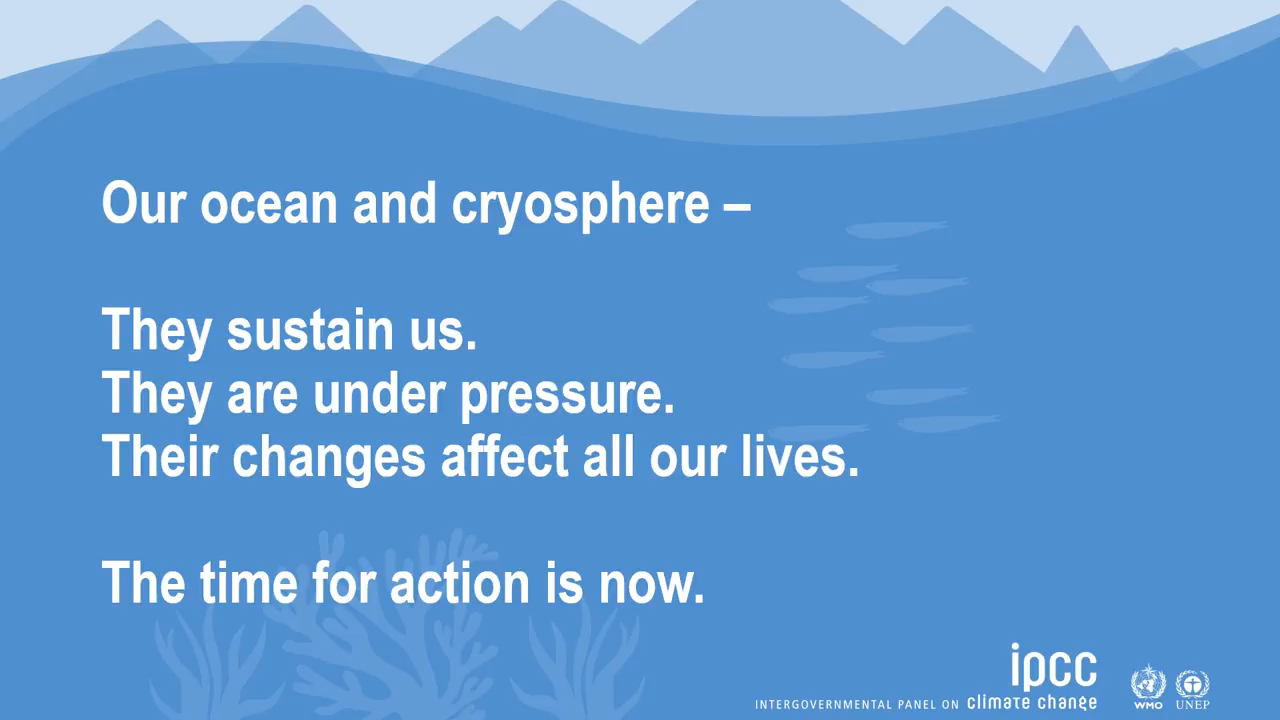 Our ocean and cryosphere –
They sustain us.
They are under pressure.
Their changes affect all our lives.
The time for action is now.
ipcc
INTERGOVERNMENTAL PANEL ON climate change
WMO UNEP